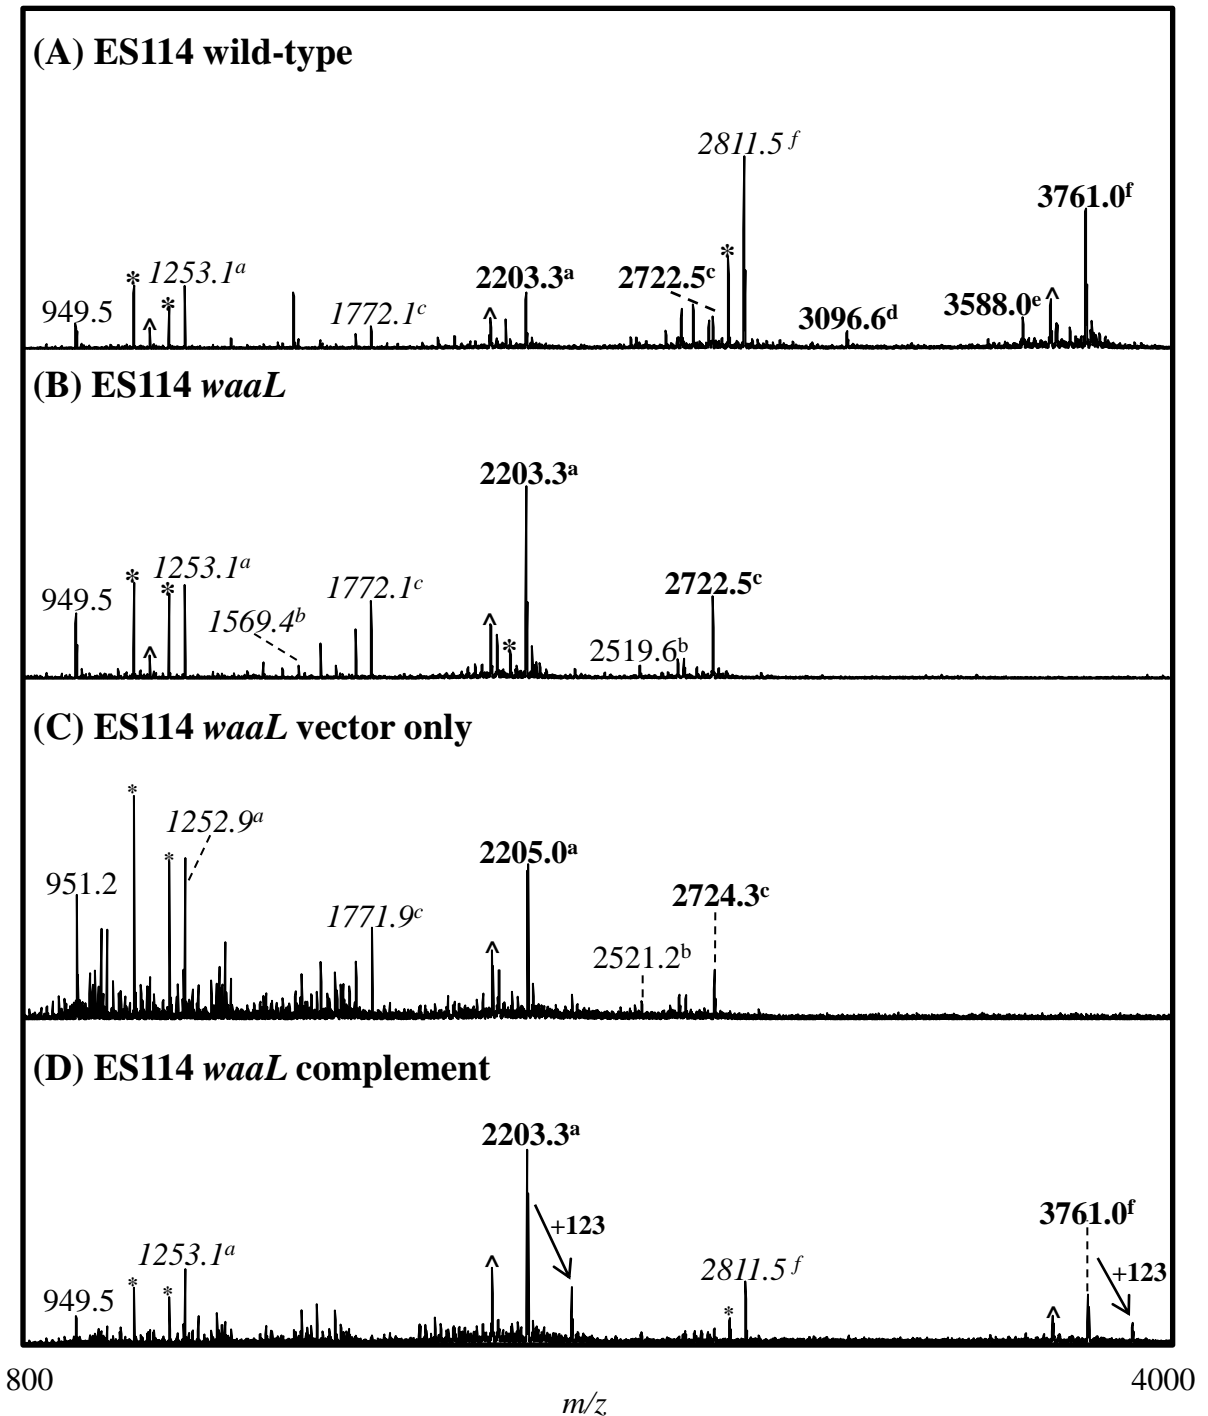 (A) ES114 wild-type
2811.5 f
3761.0f
* 1253.1a
949.5
^
*
1772.1c
2203.3a
^
2722.5c
*
3096.6d
3588.0e
^
(B) ES114 waaL
2203.3a
949.5
*
^
*
1253.1a
1569.4b
1772.1c
^
*
2519.6b
2722.5c
(C) ES114 waaL vector only
*
1252.9a
*
951.2
1771.9c
2205.0a
^
2521.2b
2724.3c
(D) ES114 waaL complement
2203.3a
+123
949.5
*
*
1253.1a
^
*
2811.5 f
3761.0f
+123
^
800
4000
m/z